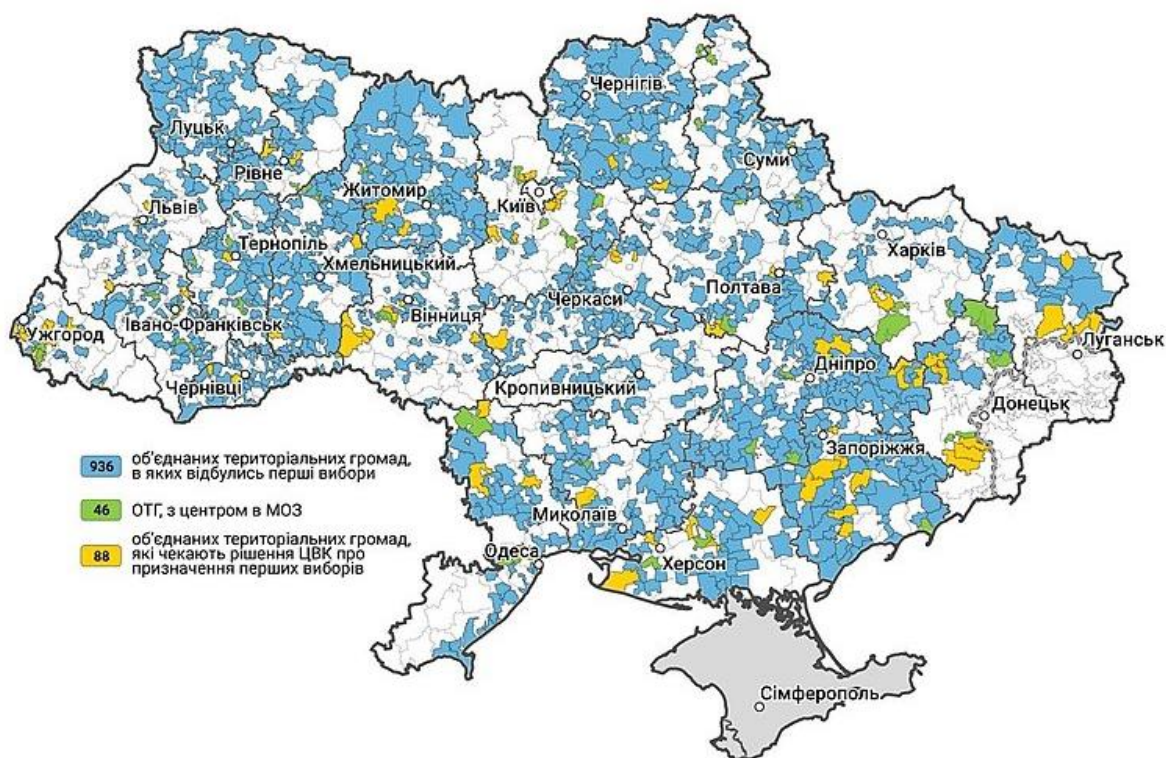 Чернігів
Луцьк
Суми
Рівне
Житомир
Київ
Львів
Харків
Тернопіль
Хмельницький
Черкаси
Полтава
Вінниця
Ужгород
Івано-Франківськ
Луганськ
Дніпро
Чернівці
Кропивницький
Донецьк
Запоріжжя
936 об'єднаних територіальних громад,
в яких відбулись перші вибори
46 ОТГ, з центром в МОЗ
88 об'єднаних територіальних громад,
які чекають рішення ЦВК про
призначення перших виборів
Миколаїв
Одеса
Херсон
Сімферополь